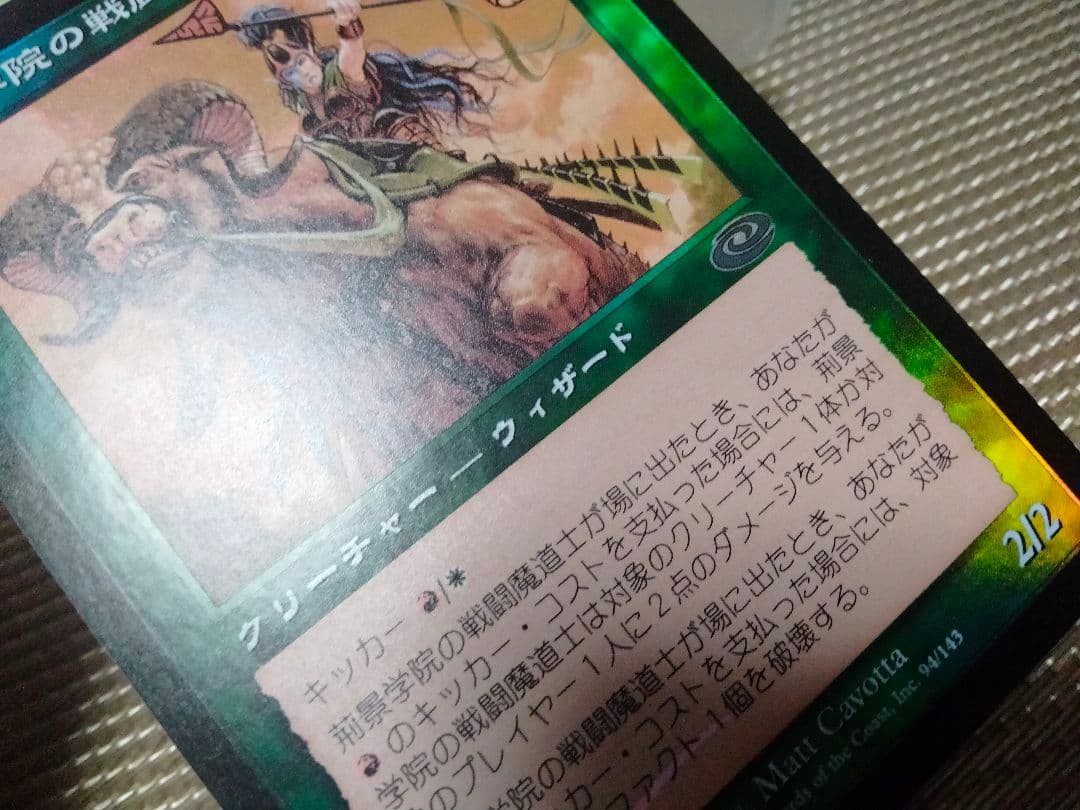 院の戦
クリーチャー — ウィザード
キッカー /
荊景学院の戦闘魔道士が場に出たとき、あなたが
のキッカー・コストを支払った場合には、荊景
学院の戦闘魔道士は対象のクリーチャー1体か対
のプレイヤー1人に2点のダメージを与える。
学院の戦闘魔道士が場に出たとき、あなたが
カー・コストを支払った場合には、対象
ファクト1個を破壊する。
2/2
Matt Cavotta
rds of the Coast, Inc. 94/143